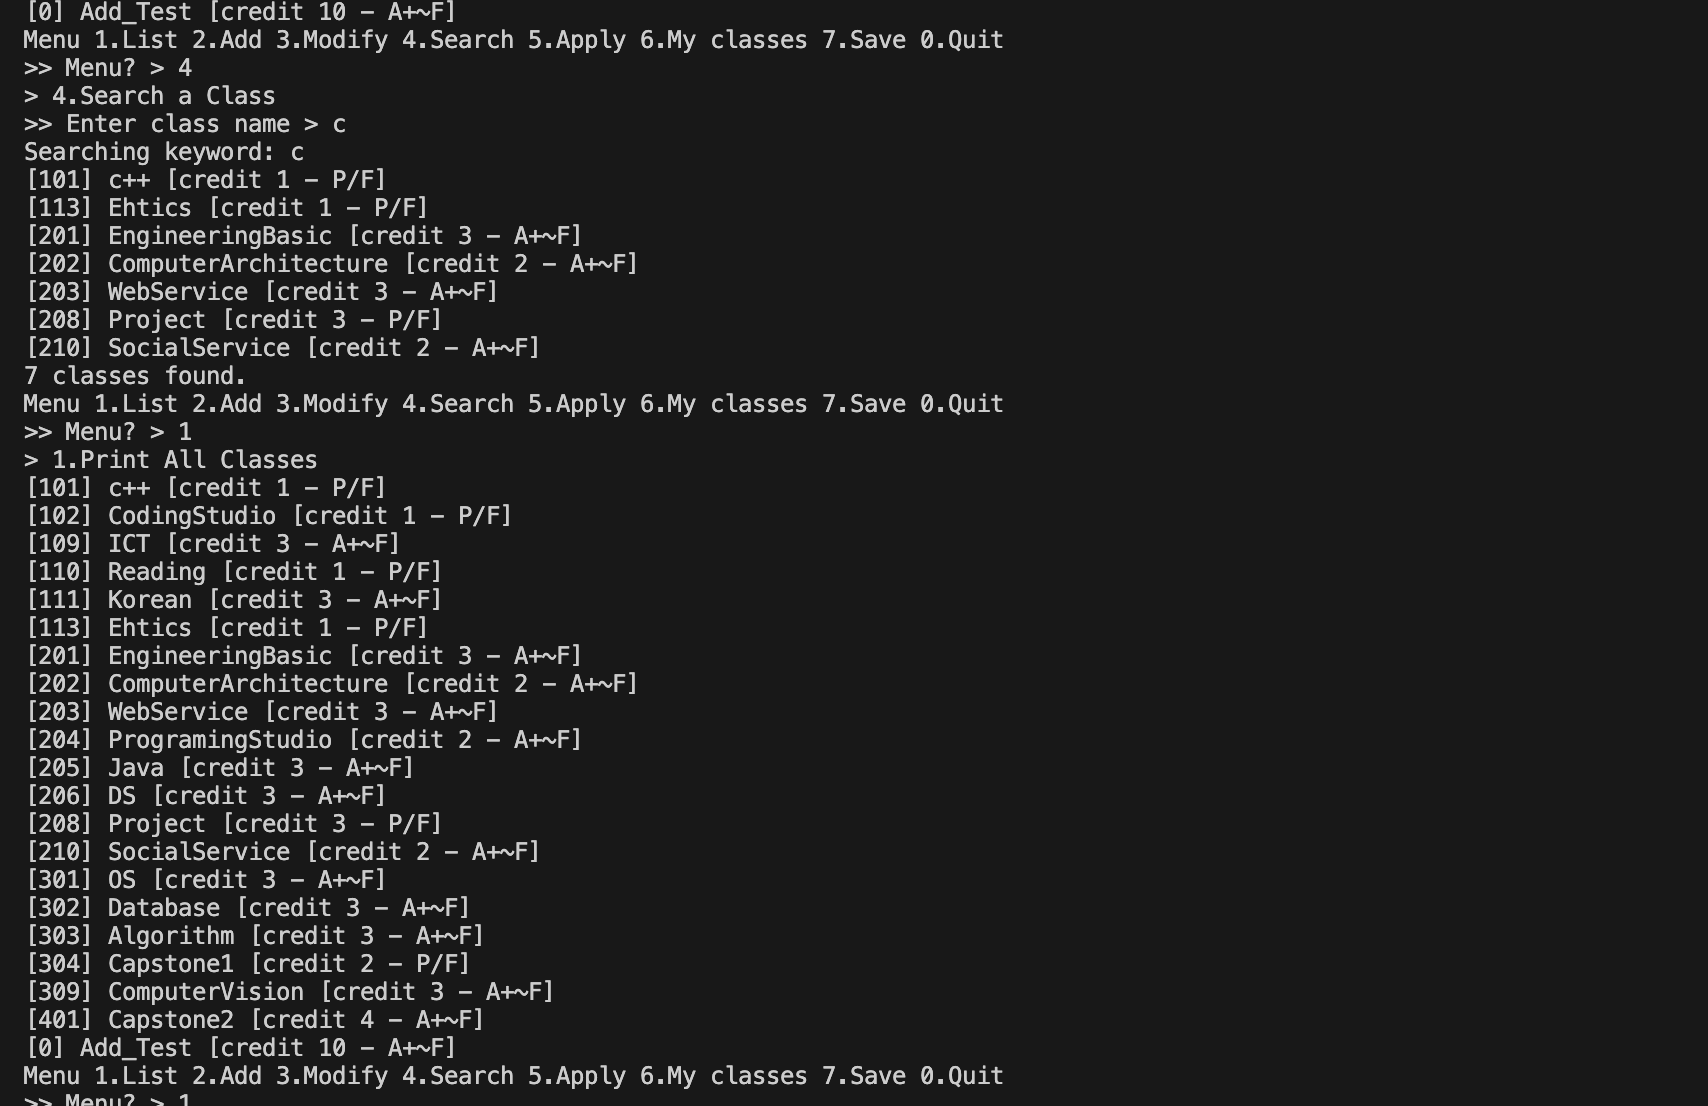 [0] Add_Test [credit 10 - A+~F]
Menu 1.List 2.Add 3.Modify 4.Search 5.Apply 6.My classes 7.Save 0.Quit
>> Menu? > 4
> 4.Search a Class
>> Enter class name > c
Searching keyword: c
[101] c++ [credit 1 - P/F]
[113] Ehtics [credit 1 - P/F]
[201] EngineeringBasic [credit 3 - A+~F]
[202] ComputerArchitecture [credit 2 - A+~F]
[203] WebService [credit 3 - A+~F]
[208] Project [credit 3 - P/F]
[210] SocialService [credit 2 - A+~F]
7 classes found.
Menu 1.List 2.Add 3.Modify 4.Search 5.Apply 6.My classes 7.Save 0.Quit
>> Menu? > 1
> 1.Print All Classes
[101] c++ [credit 1 - P/F]
[102] CodingStudio [credit 1 - P/F]
[109] ICT [credit 3 - A+~F]
[110] Reading [credit 1 - P/F]
[111] Korean [credit 3 - A+~F]
[113] Ehtics [credit 1 - P/F]
[201] EngineeringBasic [credit 3 - A+~F]
[202] ComputerArchitecture [credit 2 - A+~F]
[203] WebService [credit 3 - A+~F]
[204] ProgramingStudio [credit 2 - A+~F]
[205] Java [credit 3 - A+~F]
[206] DS [credit 3 - A+~F]
[208] Project [credit 3 - P/F]
[210] SocialService [credit 2 - A+~F]
[301] OS [credit 3 - A+~F]
[302] Database [credit 3 - A+~F]
[303] Algorithm [credit 3 - A+~F]
[304] Capstone1 [credit 2 - P/F]
[309] ComputerVision [credit 3 - A+~F]
[401] Capstone2 [credit 4 - A+~F]
[0] Add_Test [credit 10 - A+~F]
Menu 1.List 2.Add 3.Modify 4.Search 5.Apply 6.My classes 7.Save 0.Quit
>> Menu? > 1